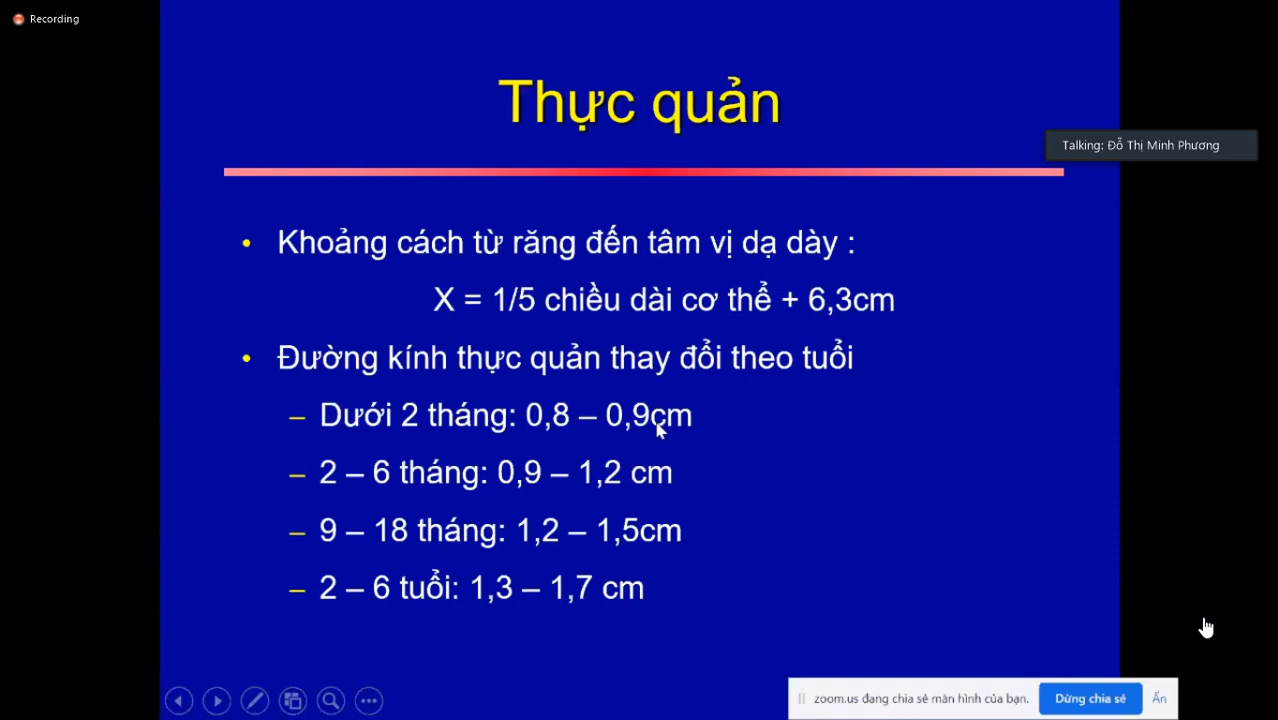 Recording
Thực quản
Talking: Đỗ Thị Minh Phương
• Khoảng cách từ răng đến tâm vị dạ dày :
X = 1/5 chiều dài cơ thể + 6,3cm
• Đường kính thực quản thay đổi theo tuổi
– Dưới 2 tháng: 0,8 – 0,9cm
– 2 – 6 tháng: 0,9 – 1,2 cm
– 9 – 18 tháng: 1,2 – 1,5cm
– 2 – 6 tuổi: 1,3 – 1,7 cm
zoom.us đang chia sẻ màn hình của bạn. Dừng chia sẻ Ẩn